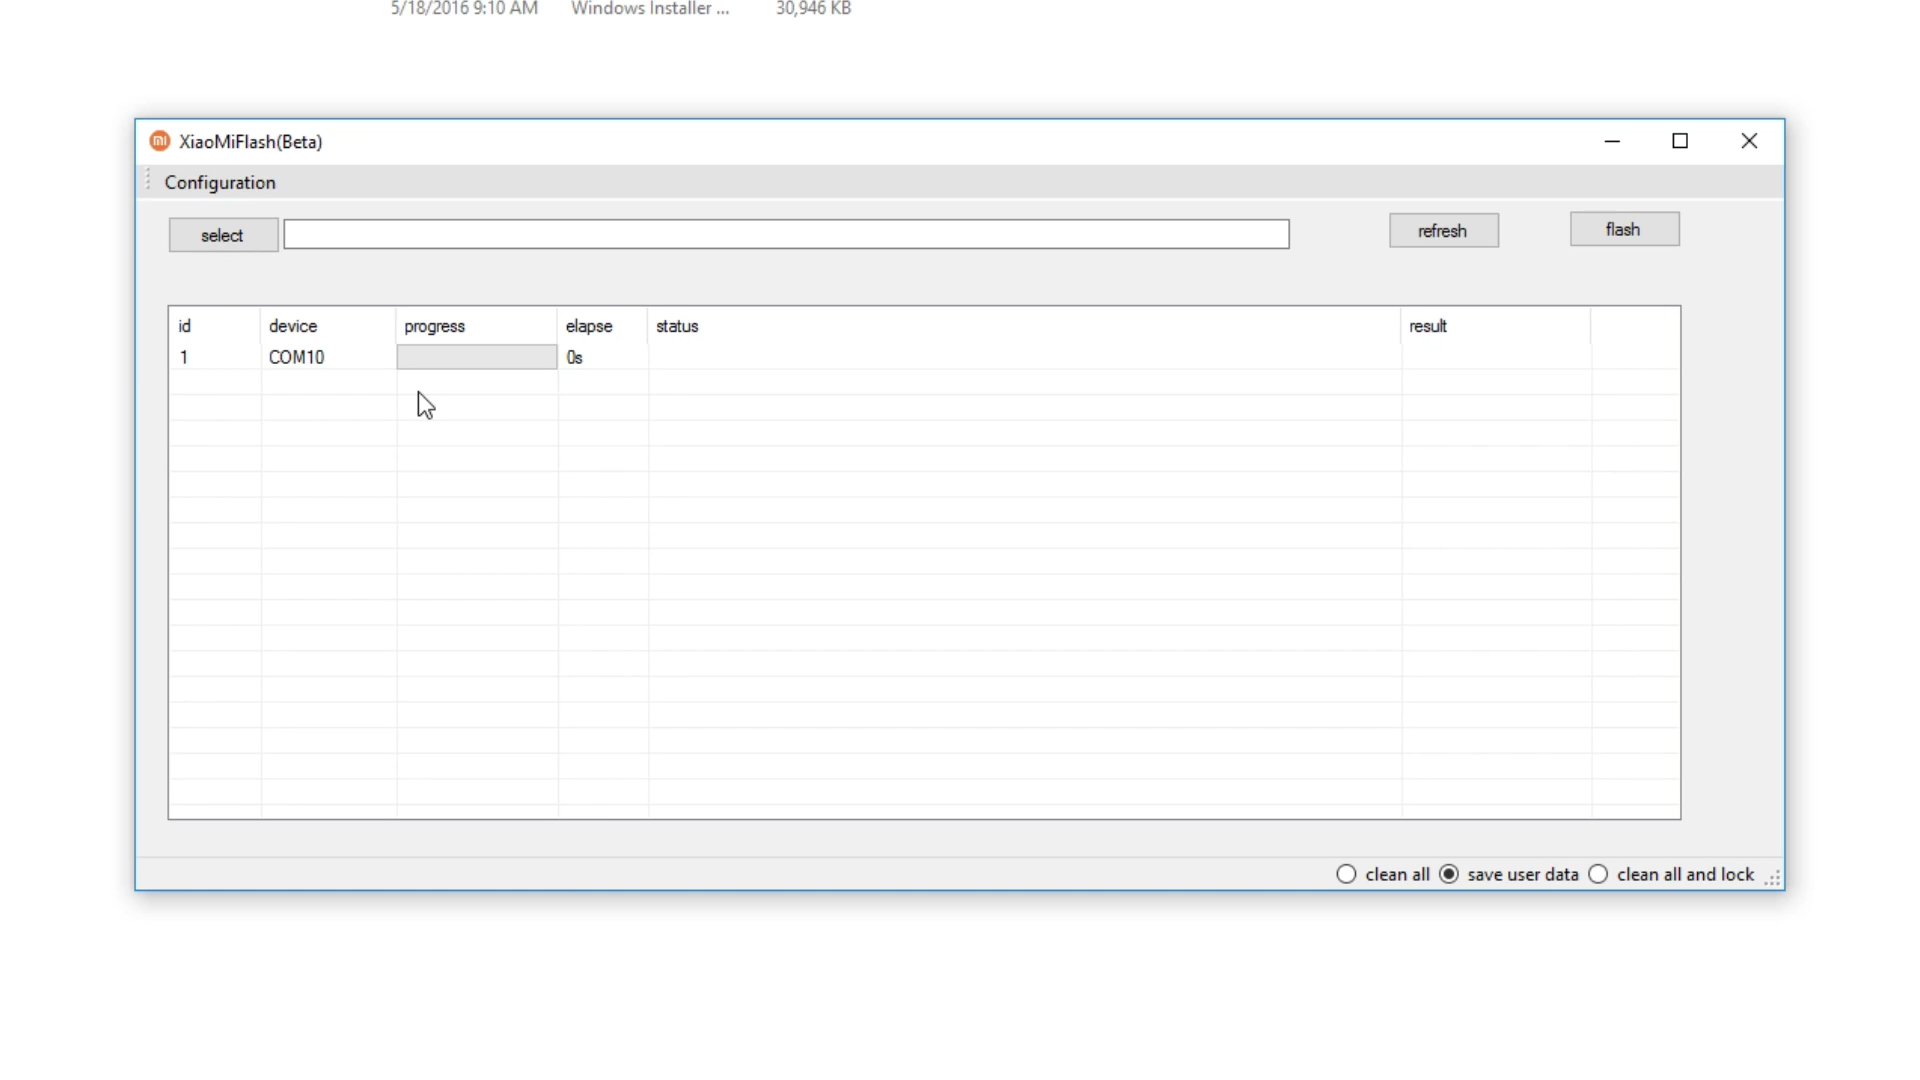 5/18/2016 9:10 AM Windows Installer ... 30,946 KB
mi XiaoMiFlash(Beta)
Configuration
select refresh flash
id device progress elapse status result
1 COM10 0s
clean all save user data clean all and lock